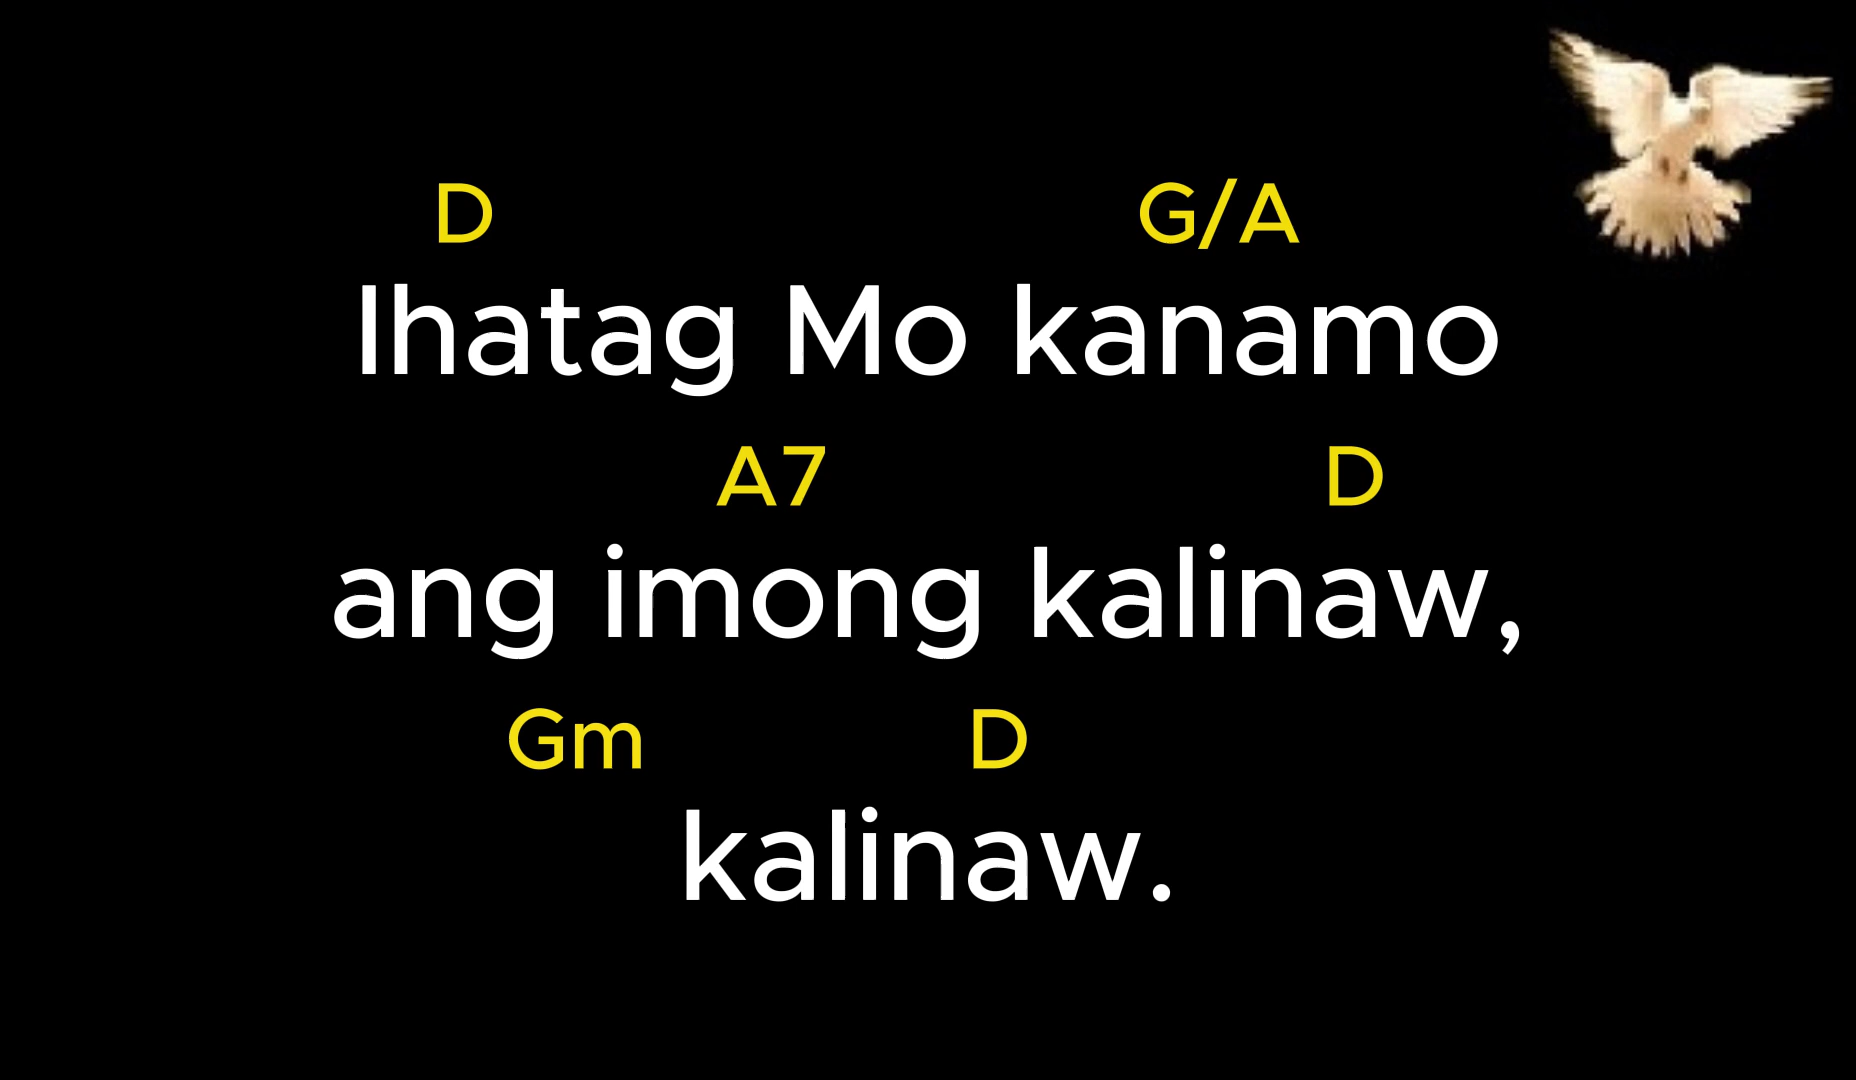 D G/A
Ihatag Mo kanamo
A7 D
ang imong kalinaw,
Gm D
kalinaw.